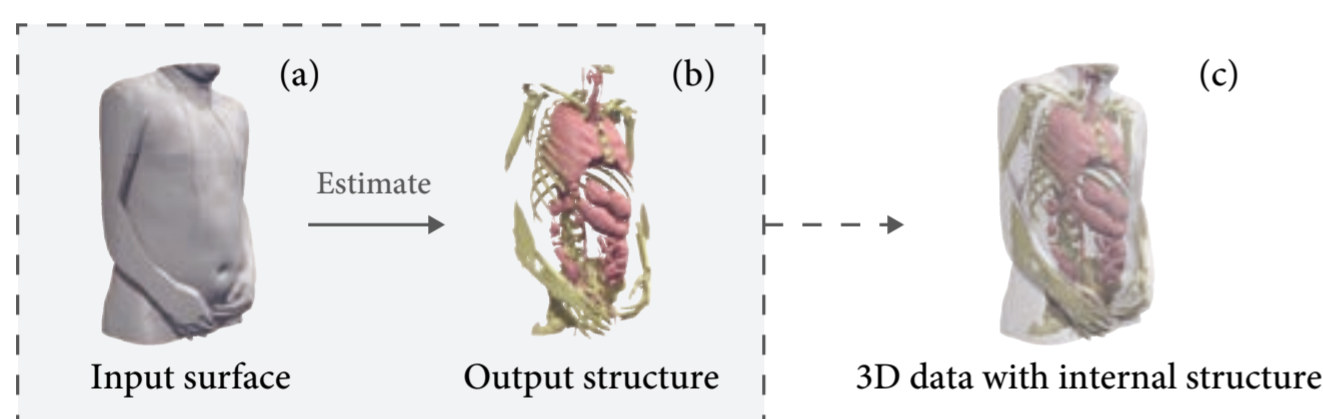 (a)
(b)
(c)
Estimate
Input surface
Output structure
3D data with internal structure